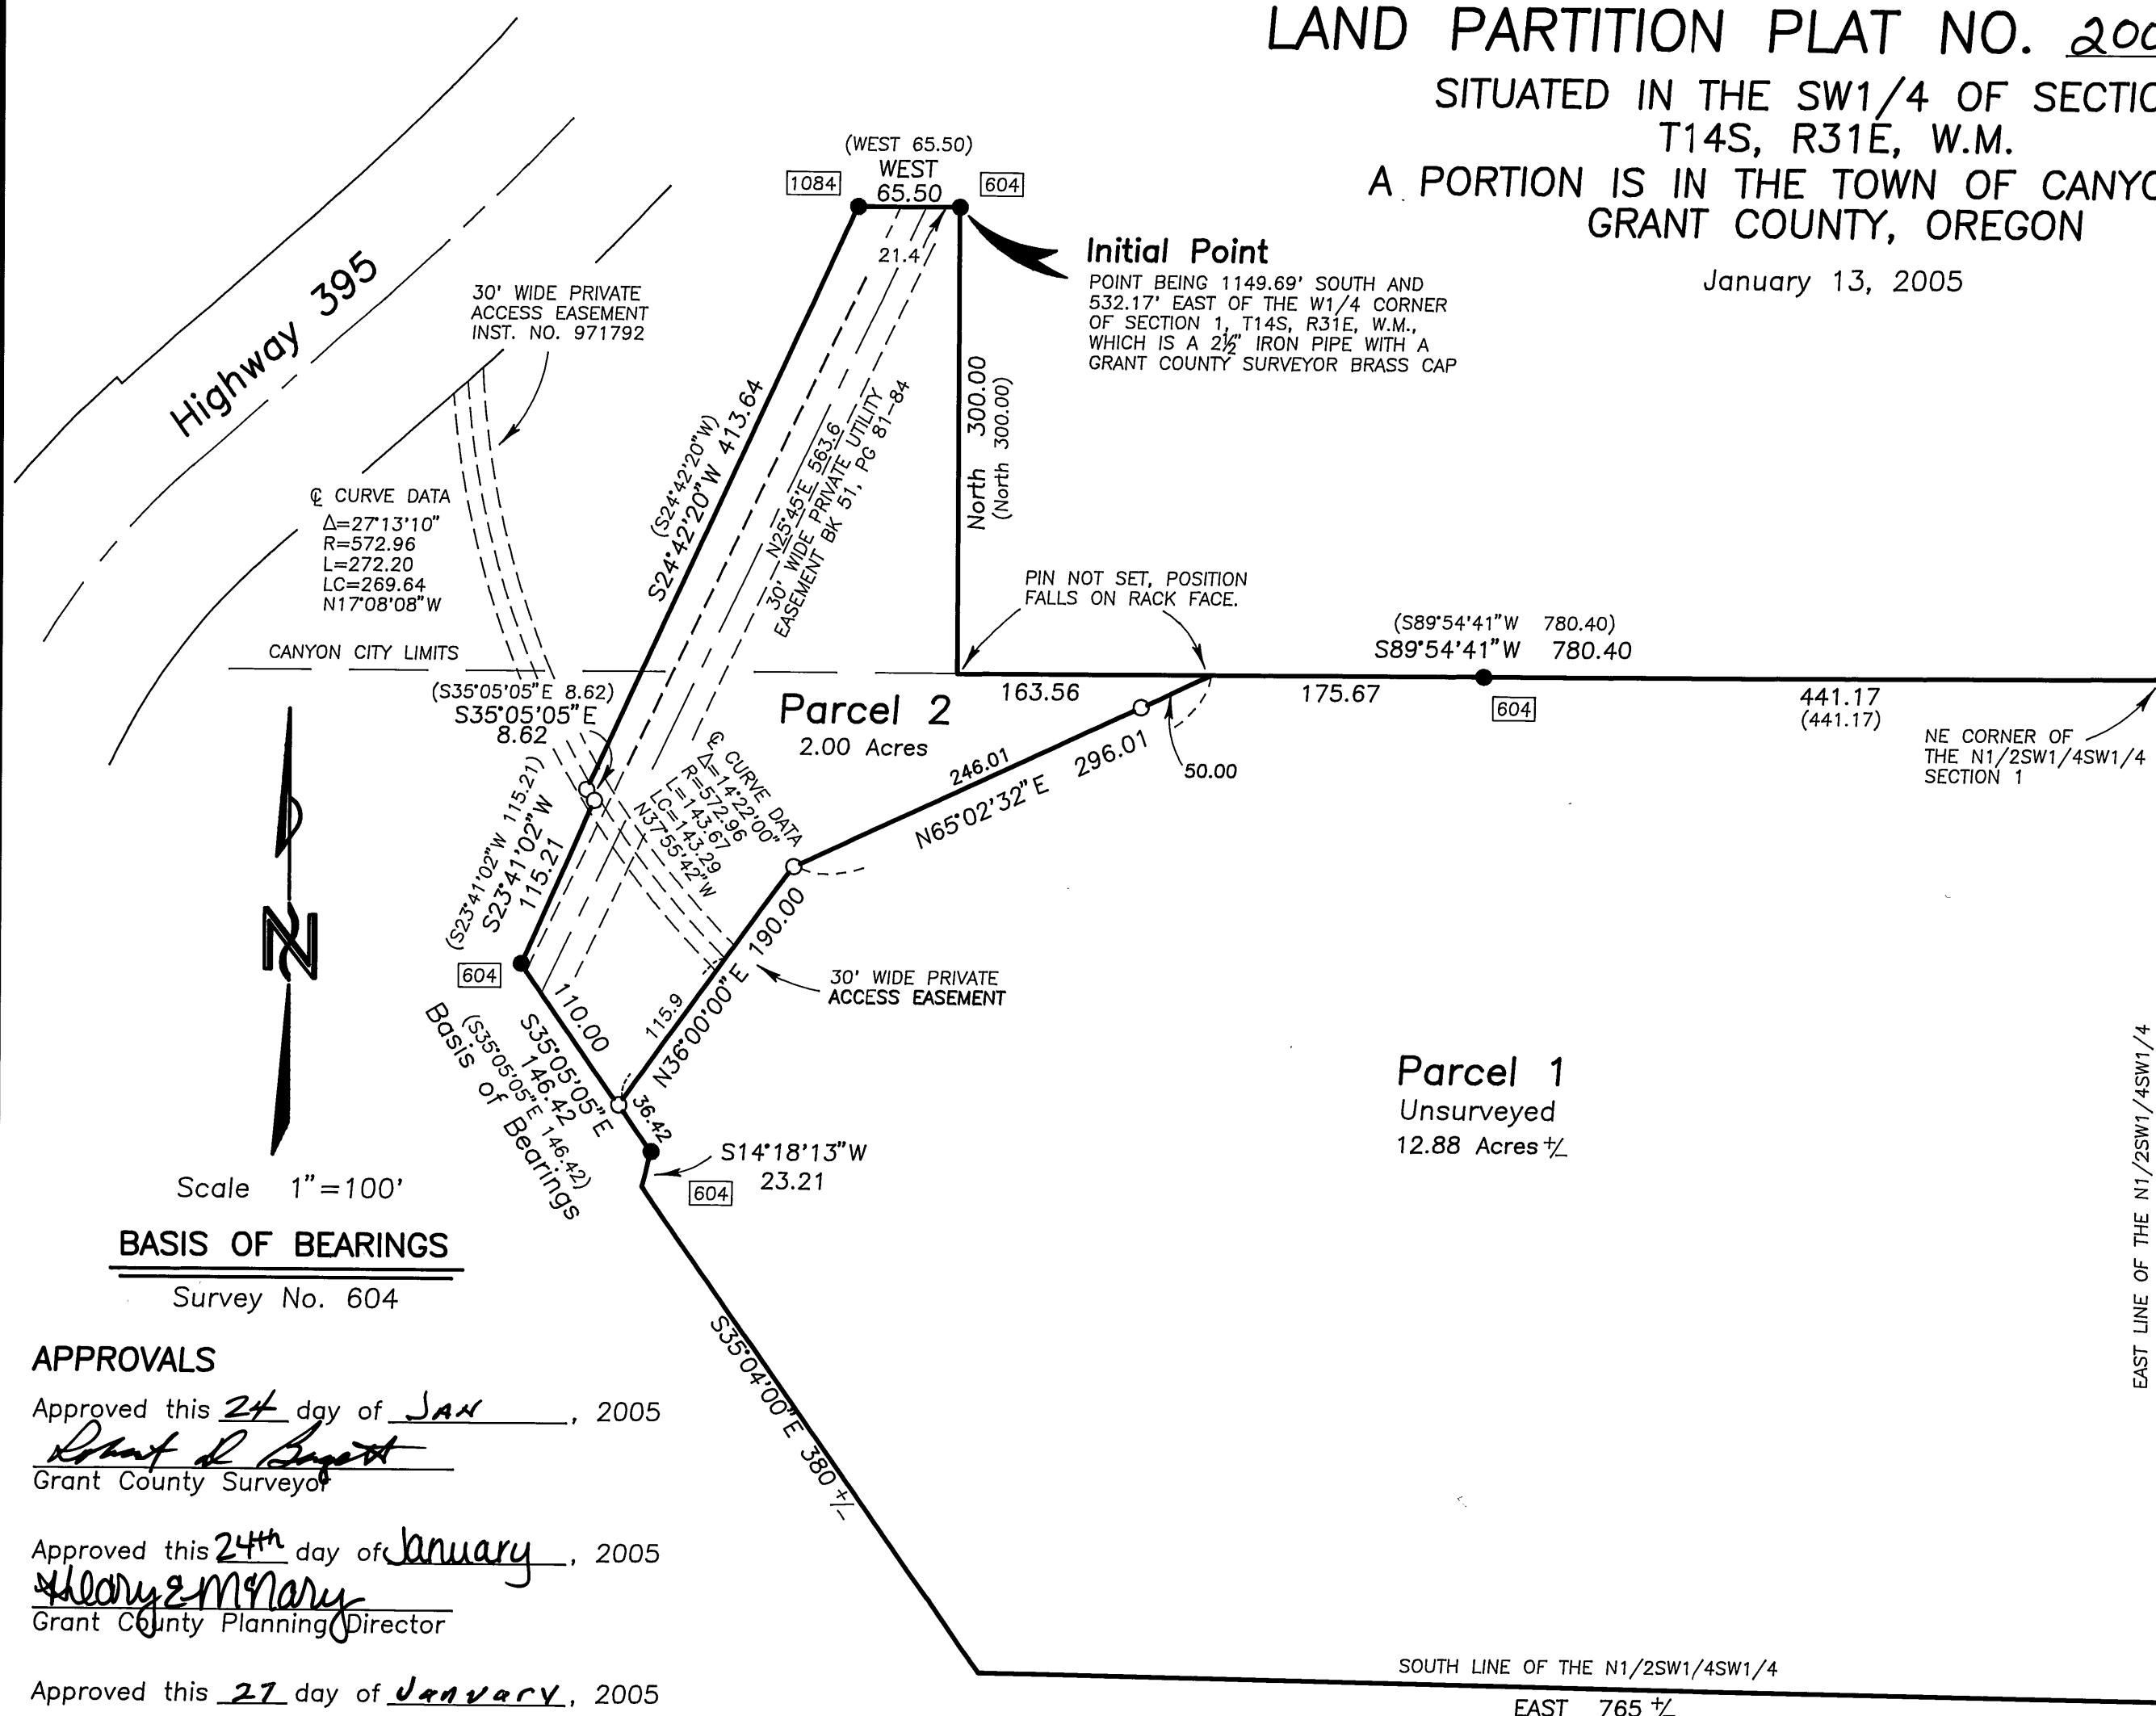 LAND PARTITION PLAT NO. 200
SITUATED IN THE SW1/4 OF SECTIO
T14S, R31E, W.M.
A PORTION IS IN THE TOWN OF CANYO
GRANT COUNTY, OREGON
January 13, 2005
(WEST 65.50)
WEST
65.50
1084
604
21.4
Initial Point
POINT BEING 1149.69' SOUTH AND
532.17' EAST OF THE W1/4 CORNER
OF SECTION 1, T14S, R31E, W.M.,
WHICH IS A 2½" IRON PIPE WITH A
GRANT COUNTY SURVEYOR BRASS CAP
Highway 395
30' WIDE PRIVATE
ACCESS EASEMENT
INST. NO. 971792
(S24°42'20"W)
S24°42'20"W 413.64
N25°45'E 563.6
30' WIDE PRIVATE UTILITY
EASEMENT BK 51, PG 81-84
North 300.00
(North 300.00)
℄ CURVE DATA
Δ=27°13'10"
R=572.96
L=272.20
LC=269.64
N17°08'08"W
PIN NOT SET, POSITION
FALLS ON RACK FACE.
(S89°54'41"W 780.40)
S89°54'41"W 780.40
CANYON CITY LIMITS
163.56
175.67
604
441.17
(441.17)
NE CORNER OF
THE N1/2SW1/4SW1/4
SECTION 1
(S35°05'05"E 8.62)
S35°05'05"E
8.62
Parcel 2
2.00 Acres
℄ CURVE DATA
Δ=14°22'00"
R=572.96
L=143.67
LC=143.29
N37°55'42"W
246.01
N65°02'32"E 296.01
50.00
(S23°41'02"W 115.21)
S23°41'02"W
115.21
604
115.9
N36°00'00"E 190.00
30' WIDE PRIVATE
ACCESS EASEMENT
110.00
S35°05'05"E
146.42
(S35°05'05"E 146.42)
Basis of Bearings
36.42
S14°18'13"W
23.21
604
Parcel 1
Unsurveyed
12.88 Acres +/-
EAST LINE OF THE N1/2SW1/4SW1/4
N
Scale 1"=100'
BASIS OF BEARINGS
Survey No. 604
S35°04'00"E 380 +/-
APPROVALS
Approved this 24 day of JAN, 2005
Grant County Surveyor
Approved this 24th day of January, 2005
Grant County Planning Director
Approved this 27 day of January, 2005
SOUTH LINE OF THE N1/2SW1/4SW1/4
EAST 765 +/-